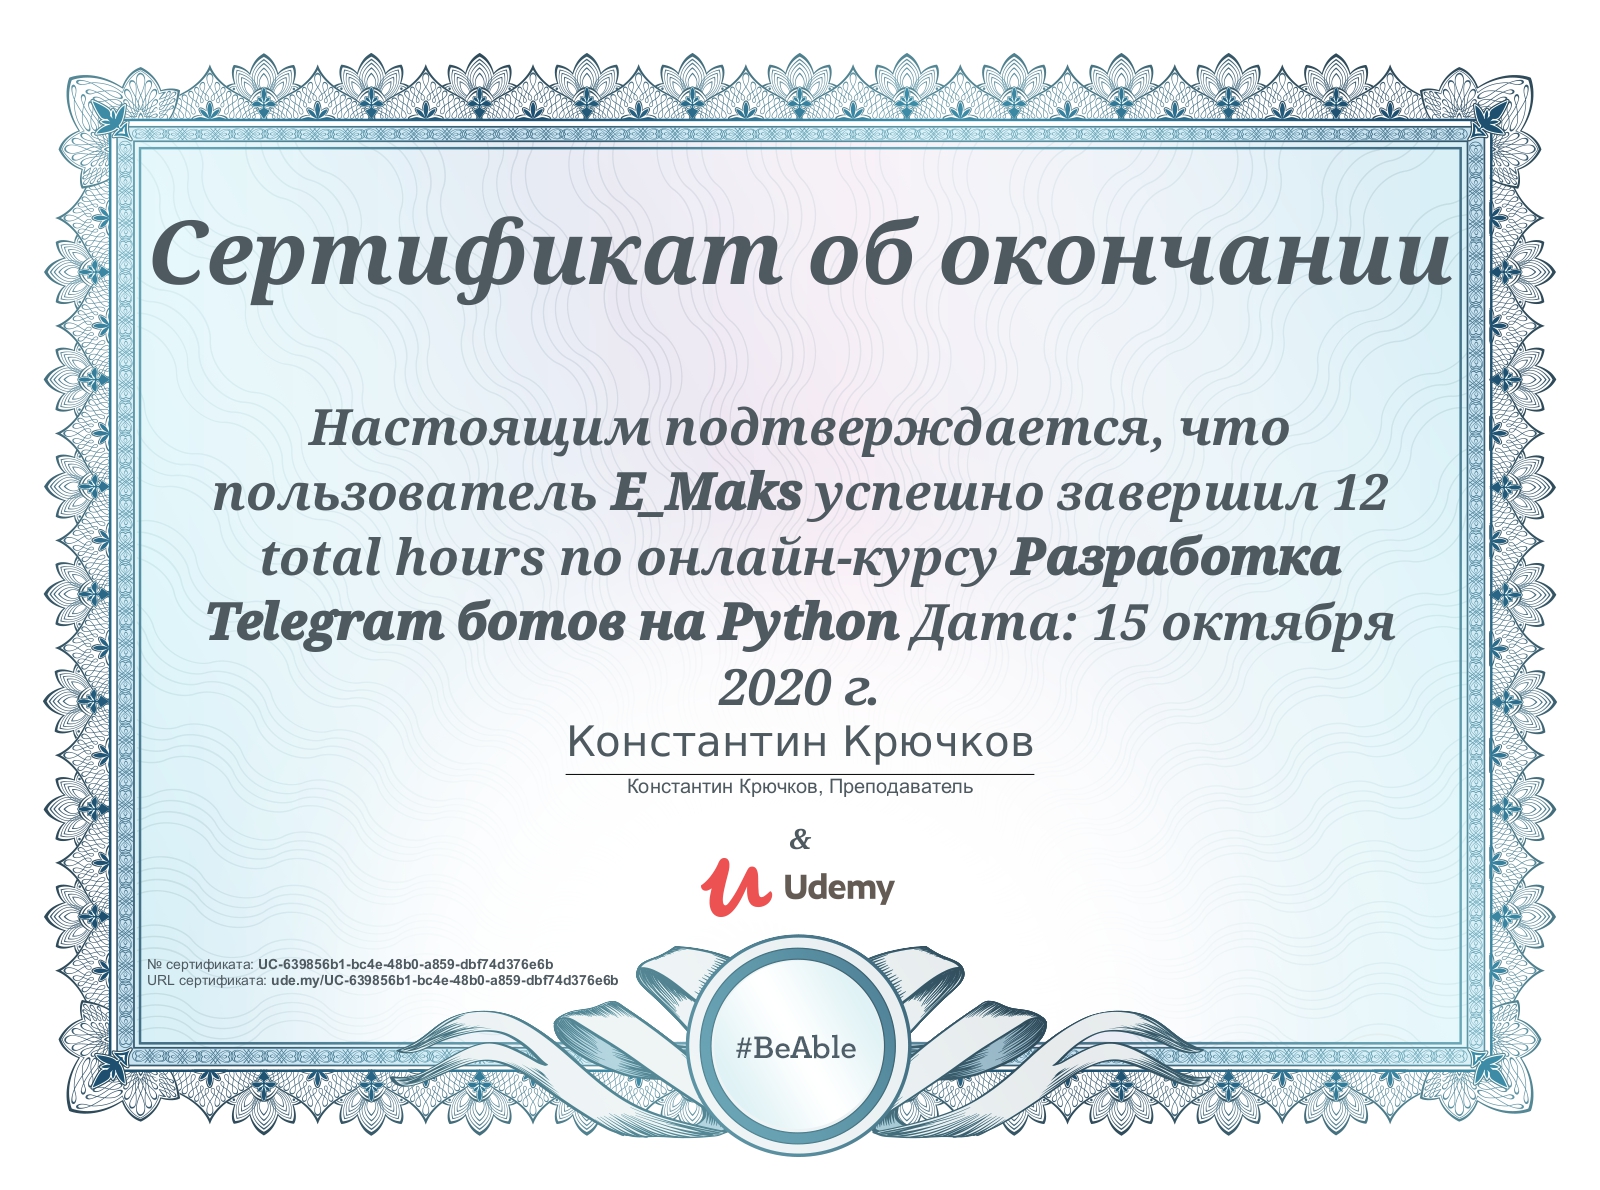 Сертификат об окончании
Настоящим подтверждается, что
пользователь E_Maks успешно завершил 12
total hours по онлайн-курсу Разработка
Telegram ботов на Python Дата: 15 октября
2020 г.
Константин Крючков
Константин Крючков, Преподаватель
&
Udemy
№ сертификата: UC-639856b1-bc4e-48b0-a859-dbf74d376e6b
URL сертификата: ude.my/UC-639856b1-bc4e-48b0-a859-dbf74d376e6b
#BeAble